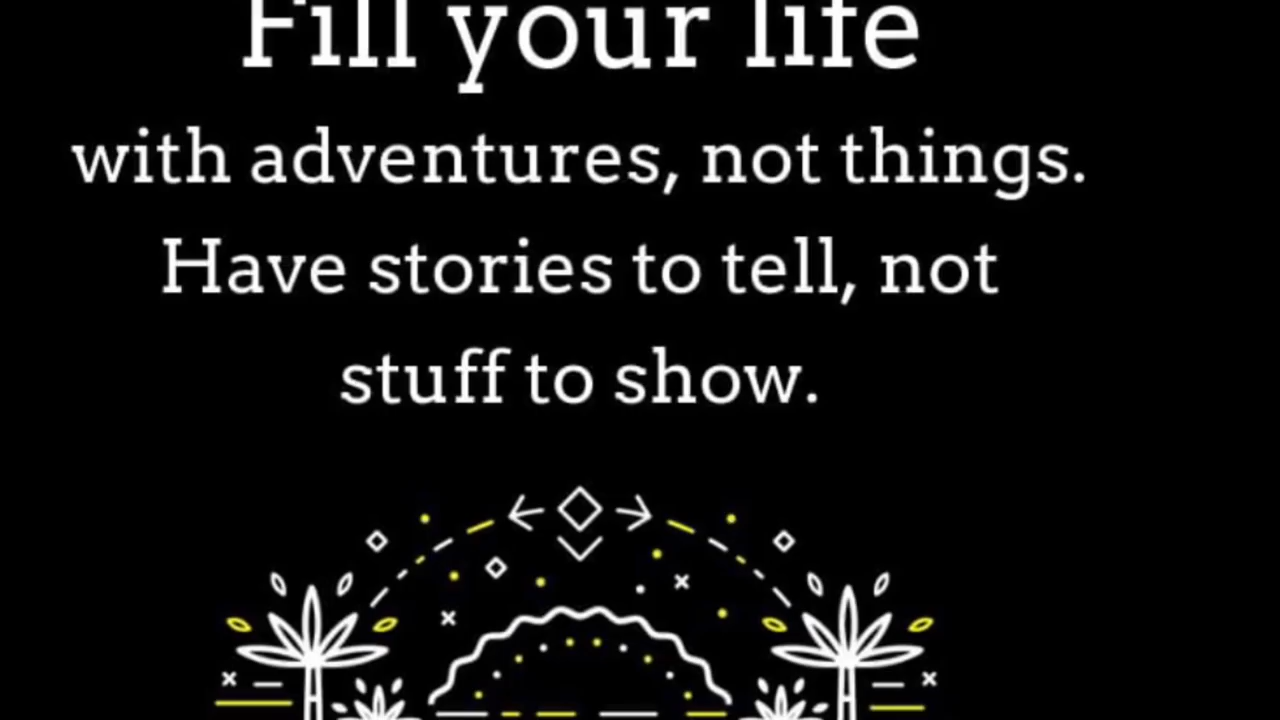 Fill your life
with adventures, not things.
Have stories to tell, not
stuff to show.